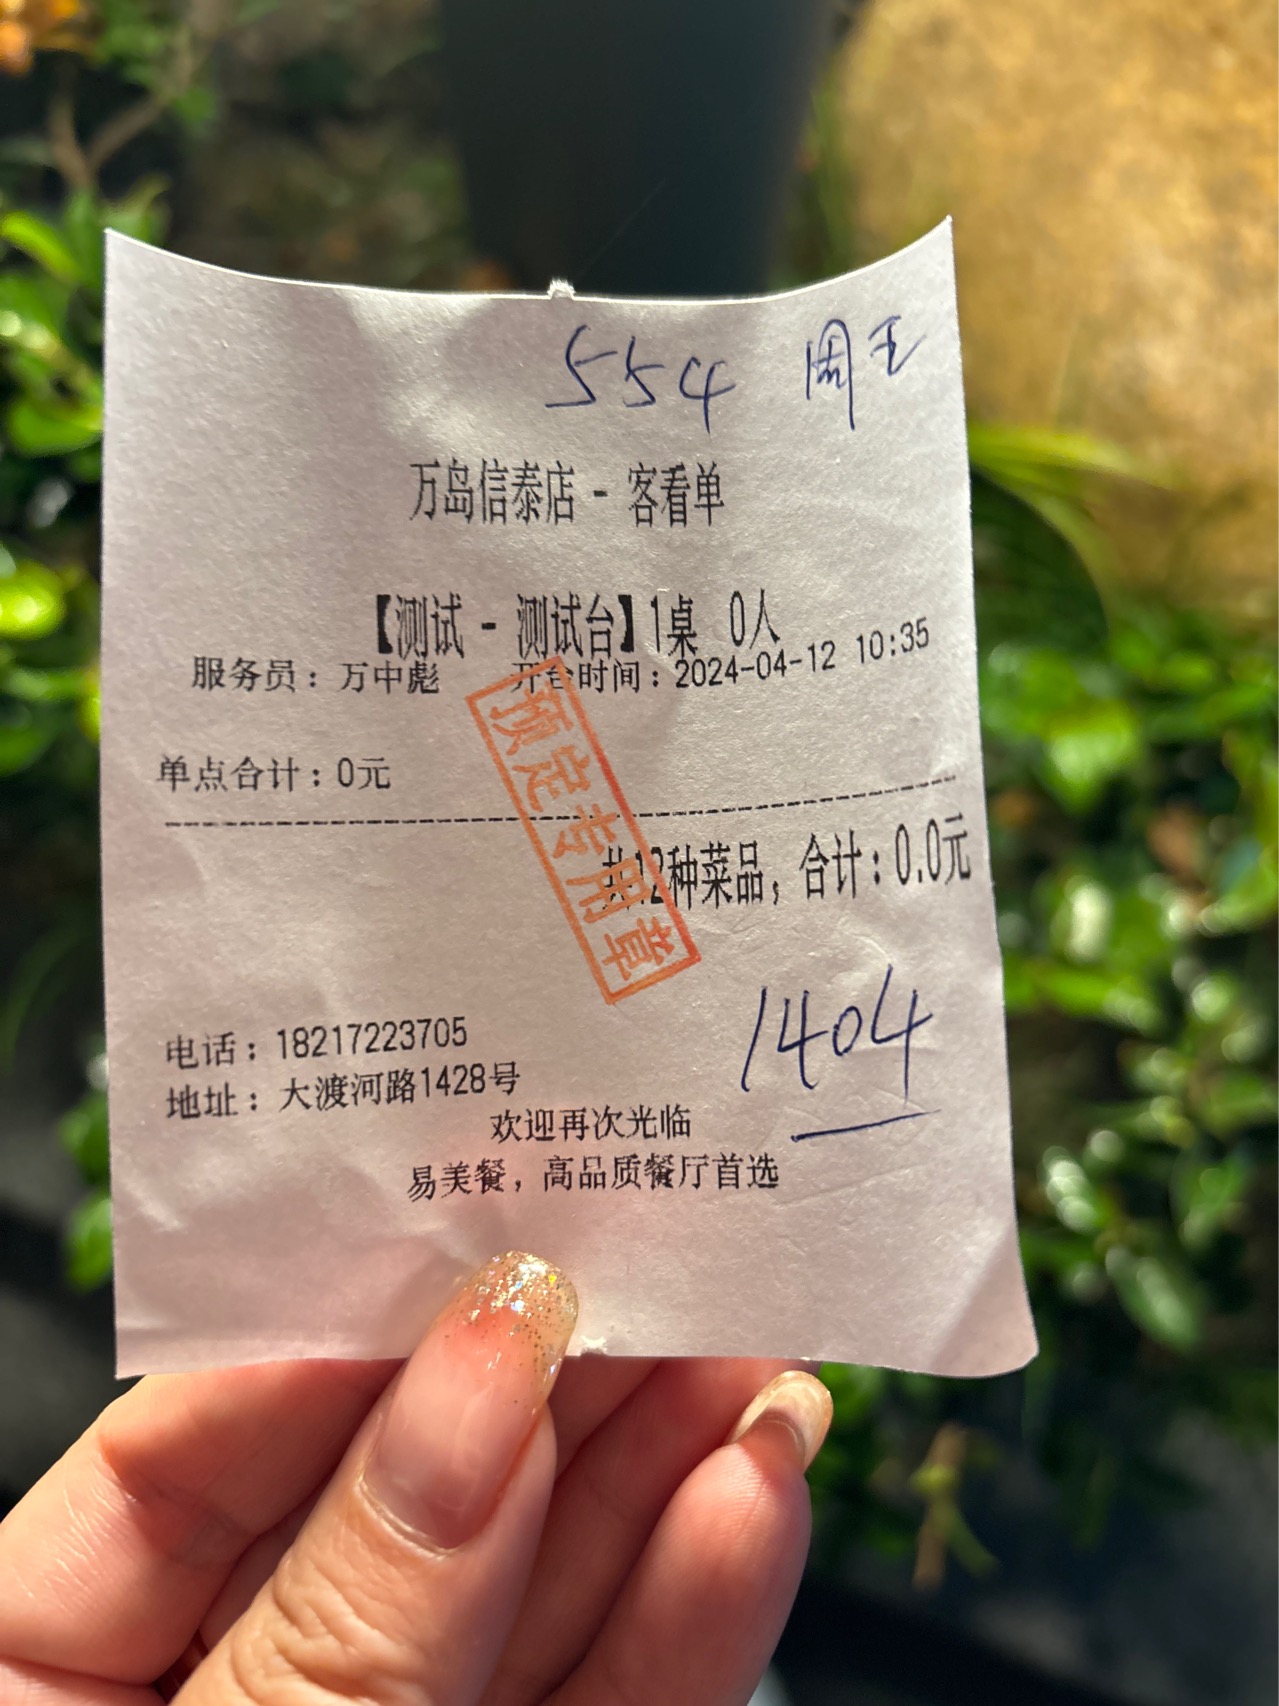 554 周五
万岛信泰店 - 客看单
【测试 - 测试台】1桌 0人
服务员：万中彪 开台时间：2024-04-12 10:35
单点合计：0元
预定专用章
共12种菜品，合计：0.0元
1404
电话：18217223705
地址：大渡河路1428号
欢迎再次光临
易美餐，高品质餐厅首选